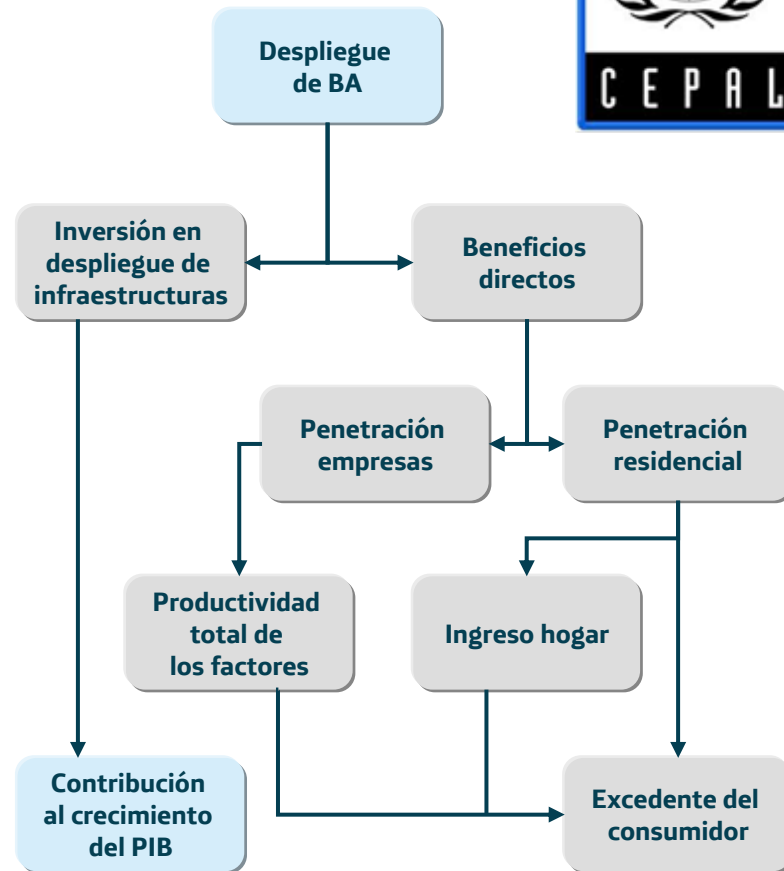 Despliegue
de BA
CEPAL
Inversión en
despliegue de
infraestructuras
Beneficios
directos
Penetración
empresas
Penetración
residencial
Productividad
total de
los factores
Ingreso hogar
Contribución
al crecimiento
del PIB
Excedente del
consumidor